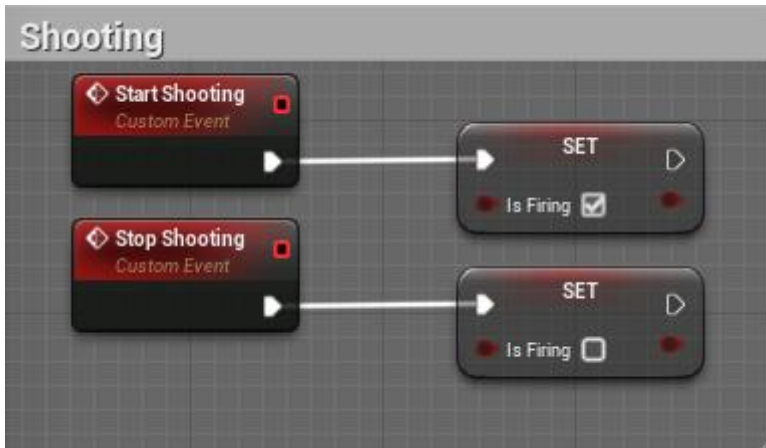 Shooting
Start Shooting
Custom Event
SET
Is Firing
Stop Shooting
Custom Event
SET
Is Firing